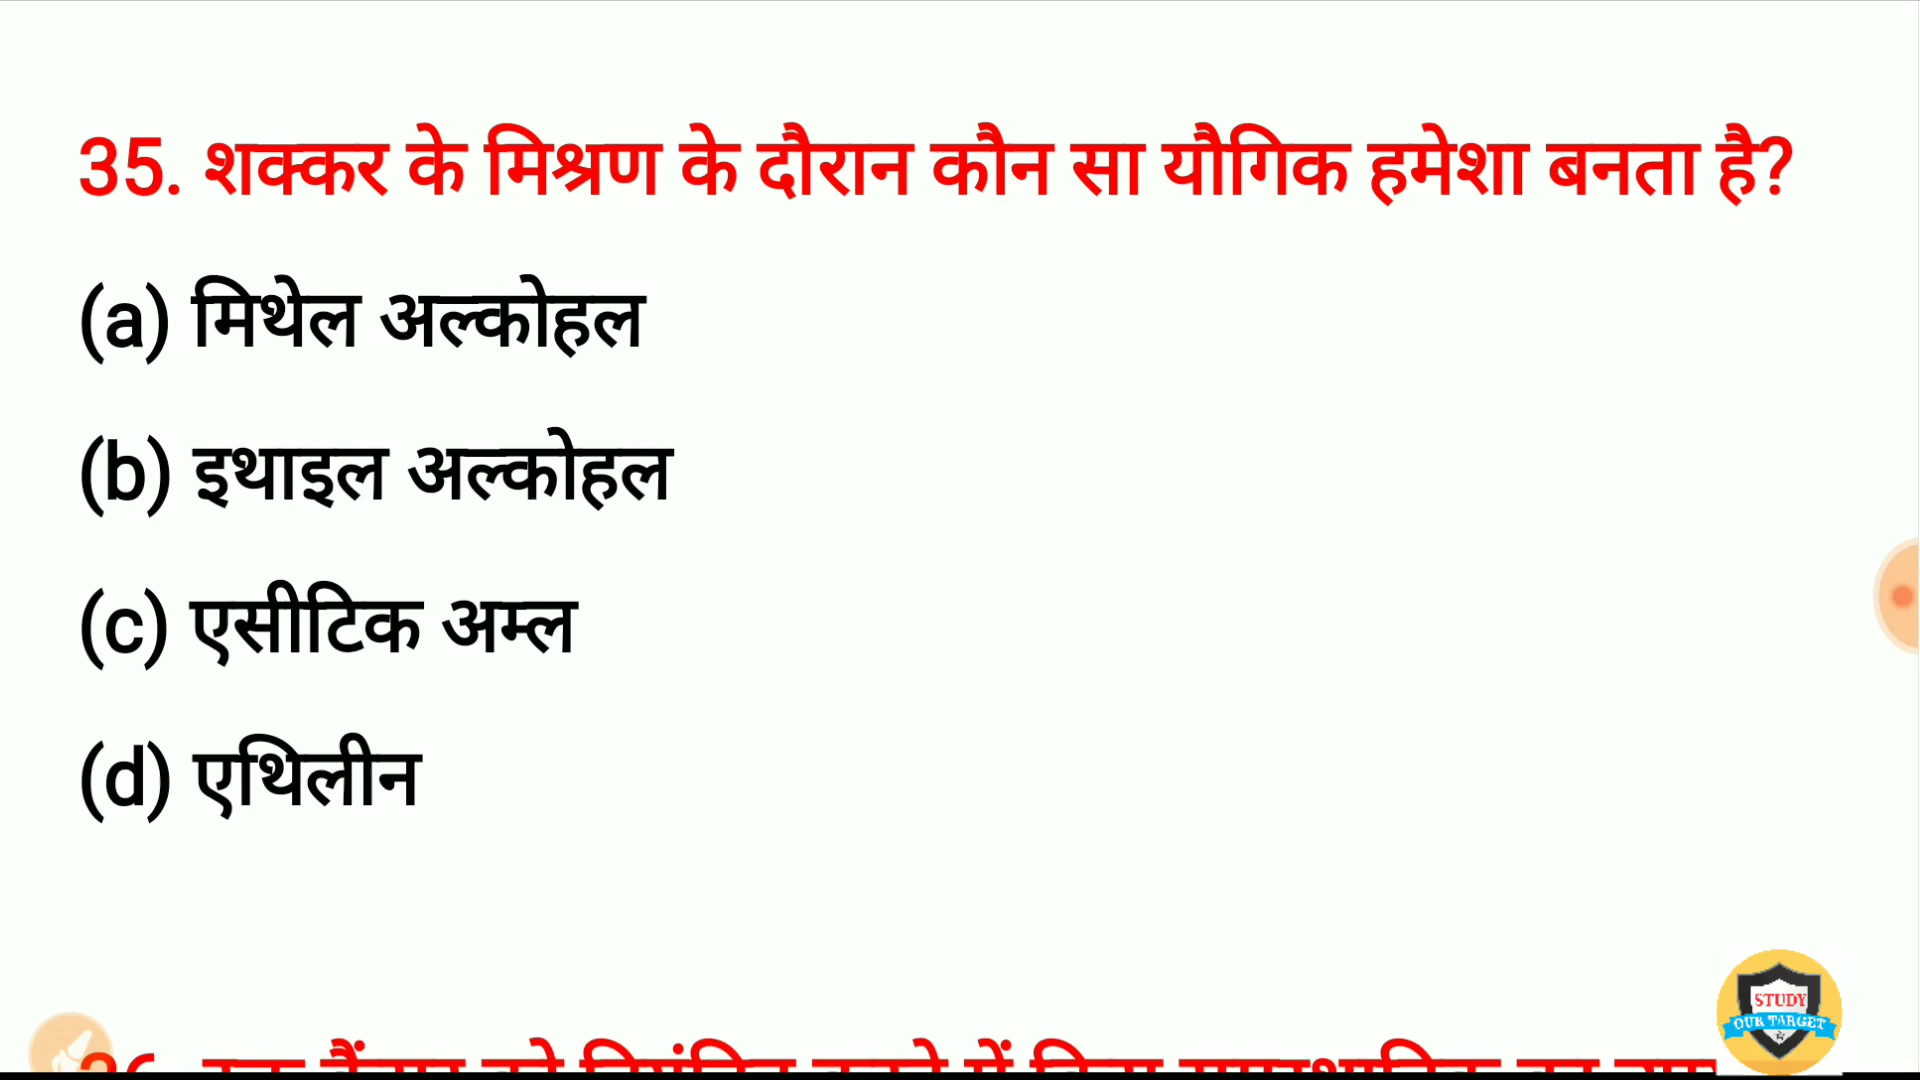 35. शक्कर के मिश्रण के दौरान कौन सा यौगिक हमेशा बनता है?
(a) मिथेल अल्कोहल
(b) इथाइल अल्कोहल
(c) एसीटिक अम्ल
(d) एथिलीन
STUDY
OUR TARGET